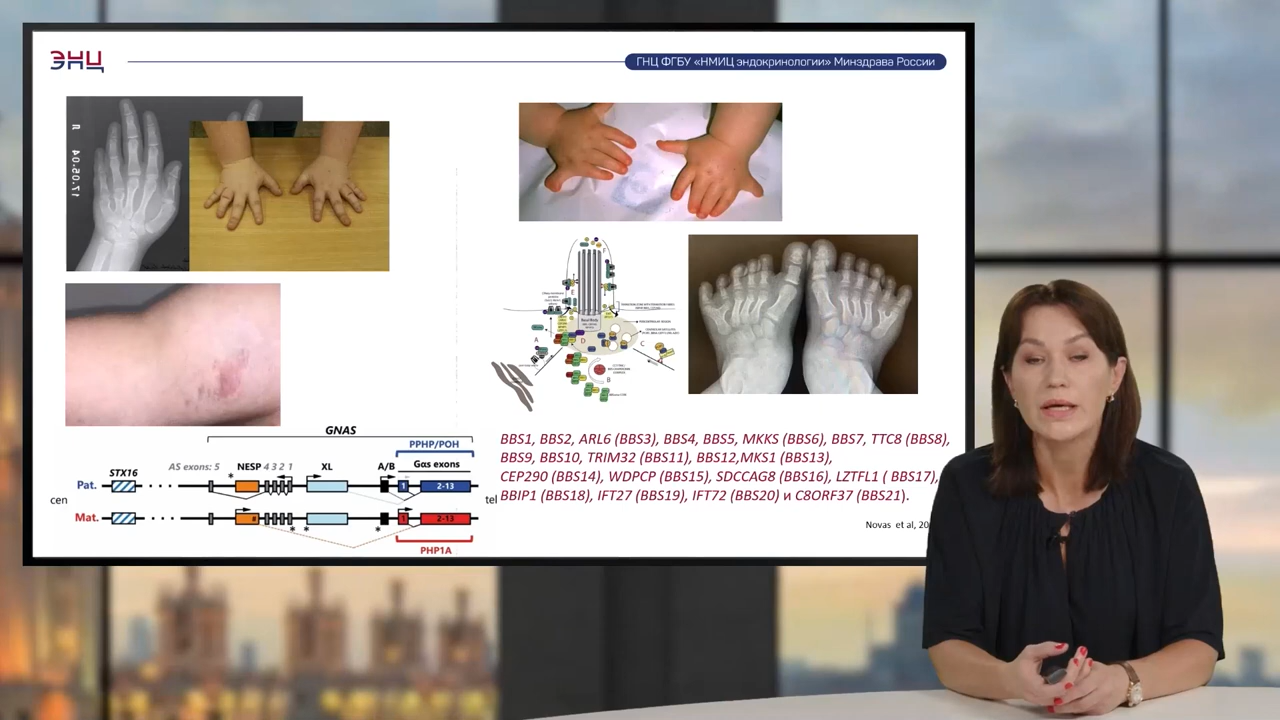 ЭНЦ
ГНЦ ФГБУ «НМИЦ эндокринологии» Минздрава России
GNAS
PPHP/POH
STX16
AS exons: 5
NESP
4 3 2 1
XL
A/B
Gαs exons
Pat.
1
2-13
cen
tel
Mat.
1
2-13
PHP1A
A
B
C
D
E
F
BBS1, BBS2, ARL6 (BBS3), BBS4, BBS5, MKKS (BBS6), BBS7, TTC8 (BBS8),
BBS9, BBS10, TRIM32 (BBS11), BBS12,MKS1 (BBS13),
CEP290 (BBS14), WDPCP (BBS15), SDCCAG8 (BBS16), LZTFL1 ( BBS17),
BBIP1 (BBS18), IFT27 (BBS19), IFT72 (BBS20) и C8ORF37 (BBS21).
Novas et al, 20